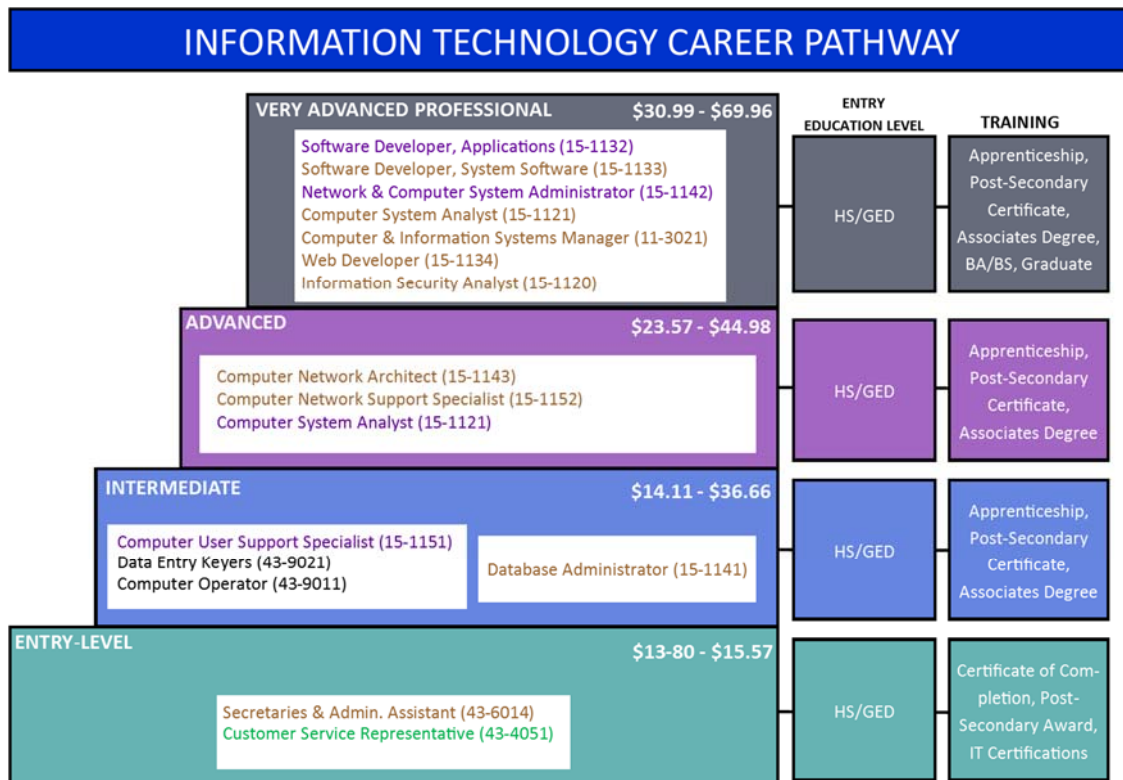 INFORMATION TECHNOLOGY CAREER PATHWAY
VERY ADVANCED PROFESSIONAL $30.99 - $69.96
Software Developer, Applications (15-1132)
Software Developer, System Software (15-1133)
Network & Computer System Administrator (15-1142)
Computer System Analyst (15-1121)
Computer & Information Systems Manager (11-3021)
Web Developer (15-1134)
Information Security Analyst (15-1120)
ENTRY
EDUCATION LEVEL
HS/GED
TRAINING
Apprenticeship,
Post-Secondary
Certificate,
Associates Degree,
BA/BS, Graduate
ADVANCED $23.57 - $44.98
Computer Network Architect (15-1143)
Computer Network Support Specialist (15-1152)
Computer System Analyst (15-1121)
HS/GED
Apprenticeship,
Post-Secondary
Certificate,
Associates Degree
INTERMEDIATE $14.11 - $36.66
Computer User Support Specialist (15-1151)
Data Entry Keyers (43-9021)
Computer Operator (43-9011)
Database Administrator (15-1141)
HS/GED
Apprenticeship,
Post-Secondary
Certificate,
Associates Degree
ENTRY-LEVEL $13-80 - $15.57
Secretaries & Admin. Assistant (43-6014)
Customer Service Representative (43-4051)
HS/GED
Certificate of Com-
pletion, Post-
Secondary Award,
IT Certifications